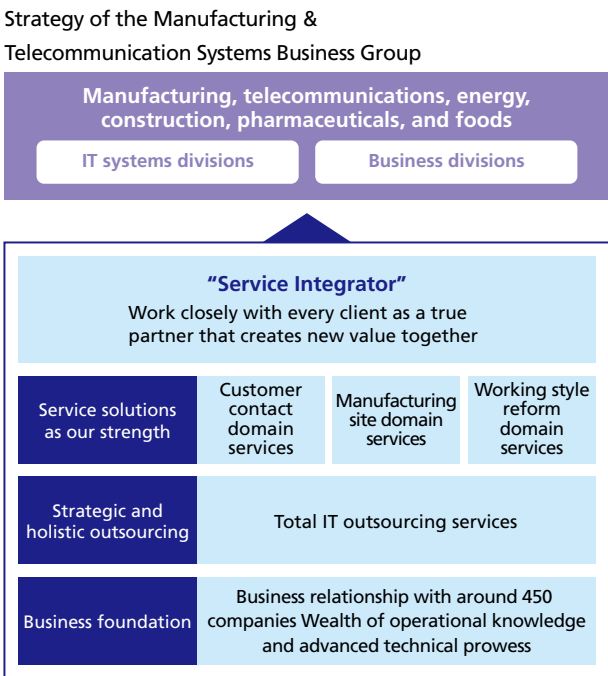 Strategy of the Manufacturing &
Telecommunication Systems Business Group
Manufacturing, telecommunications, energy,
construction, pharmaceuticals, and foods
IT systems divisions
Business divisions
“Service Integrator”
Work closely with every client as a true
partner that creates new value together
Service solutions
as our strength
Customer
contact
domain
services
Manufacturing
site domain
services
Working style
reform
domain
services
Strategic and
holistic outsourcing
Total IT outsourcing services
Business foundation
Business relationship with around 450
companies Wealth of operational knowledge
and advanced technical prowess